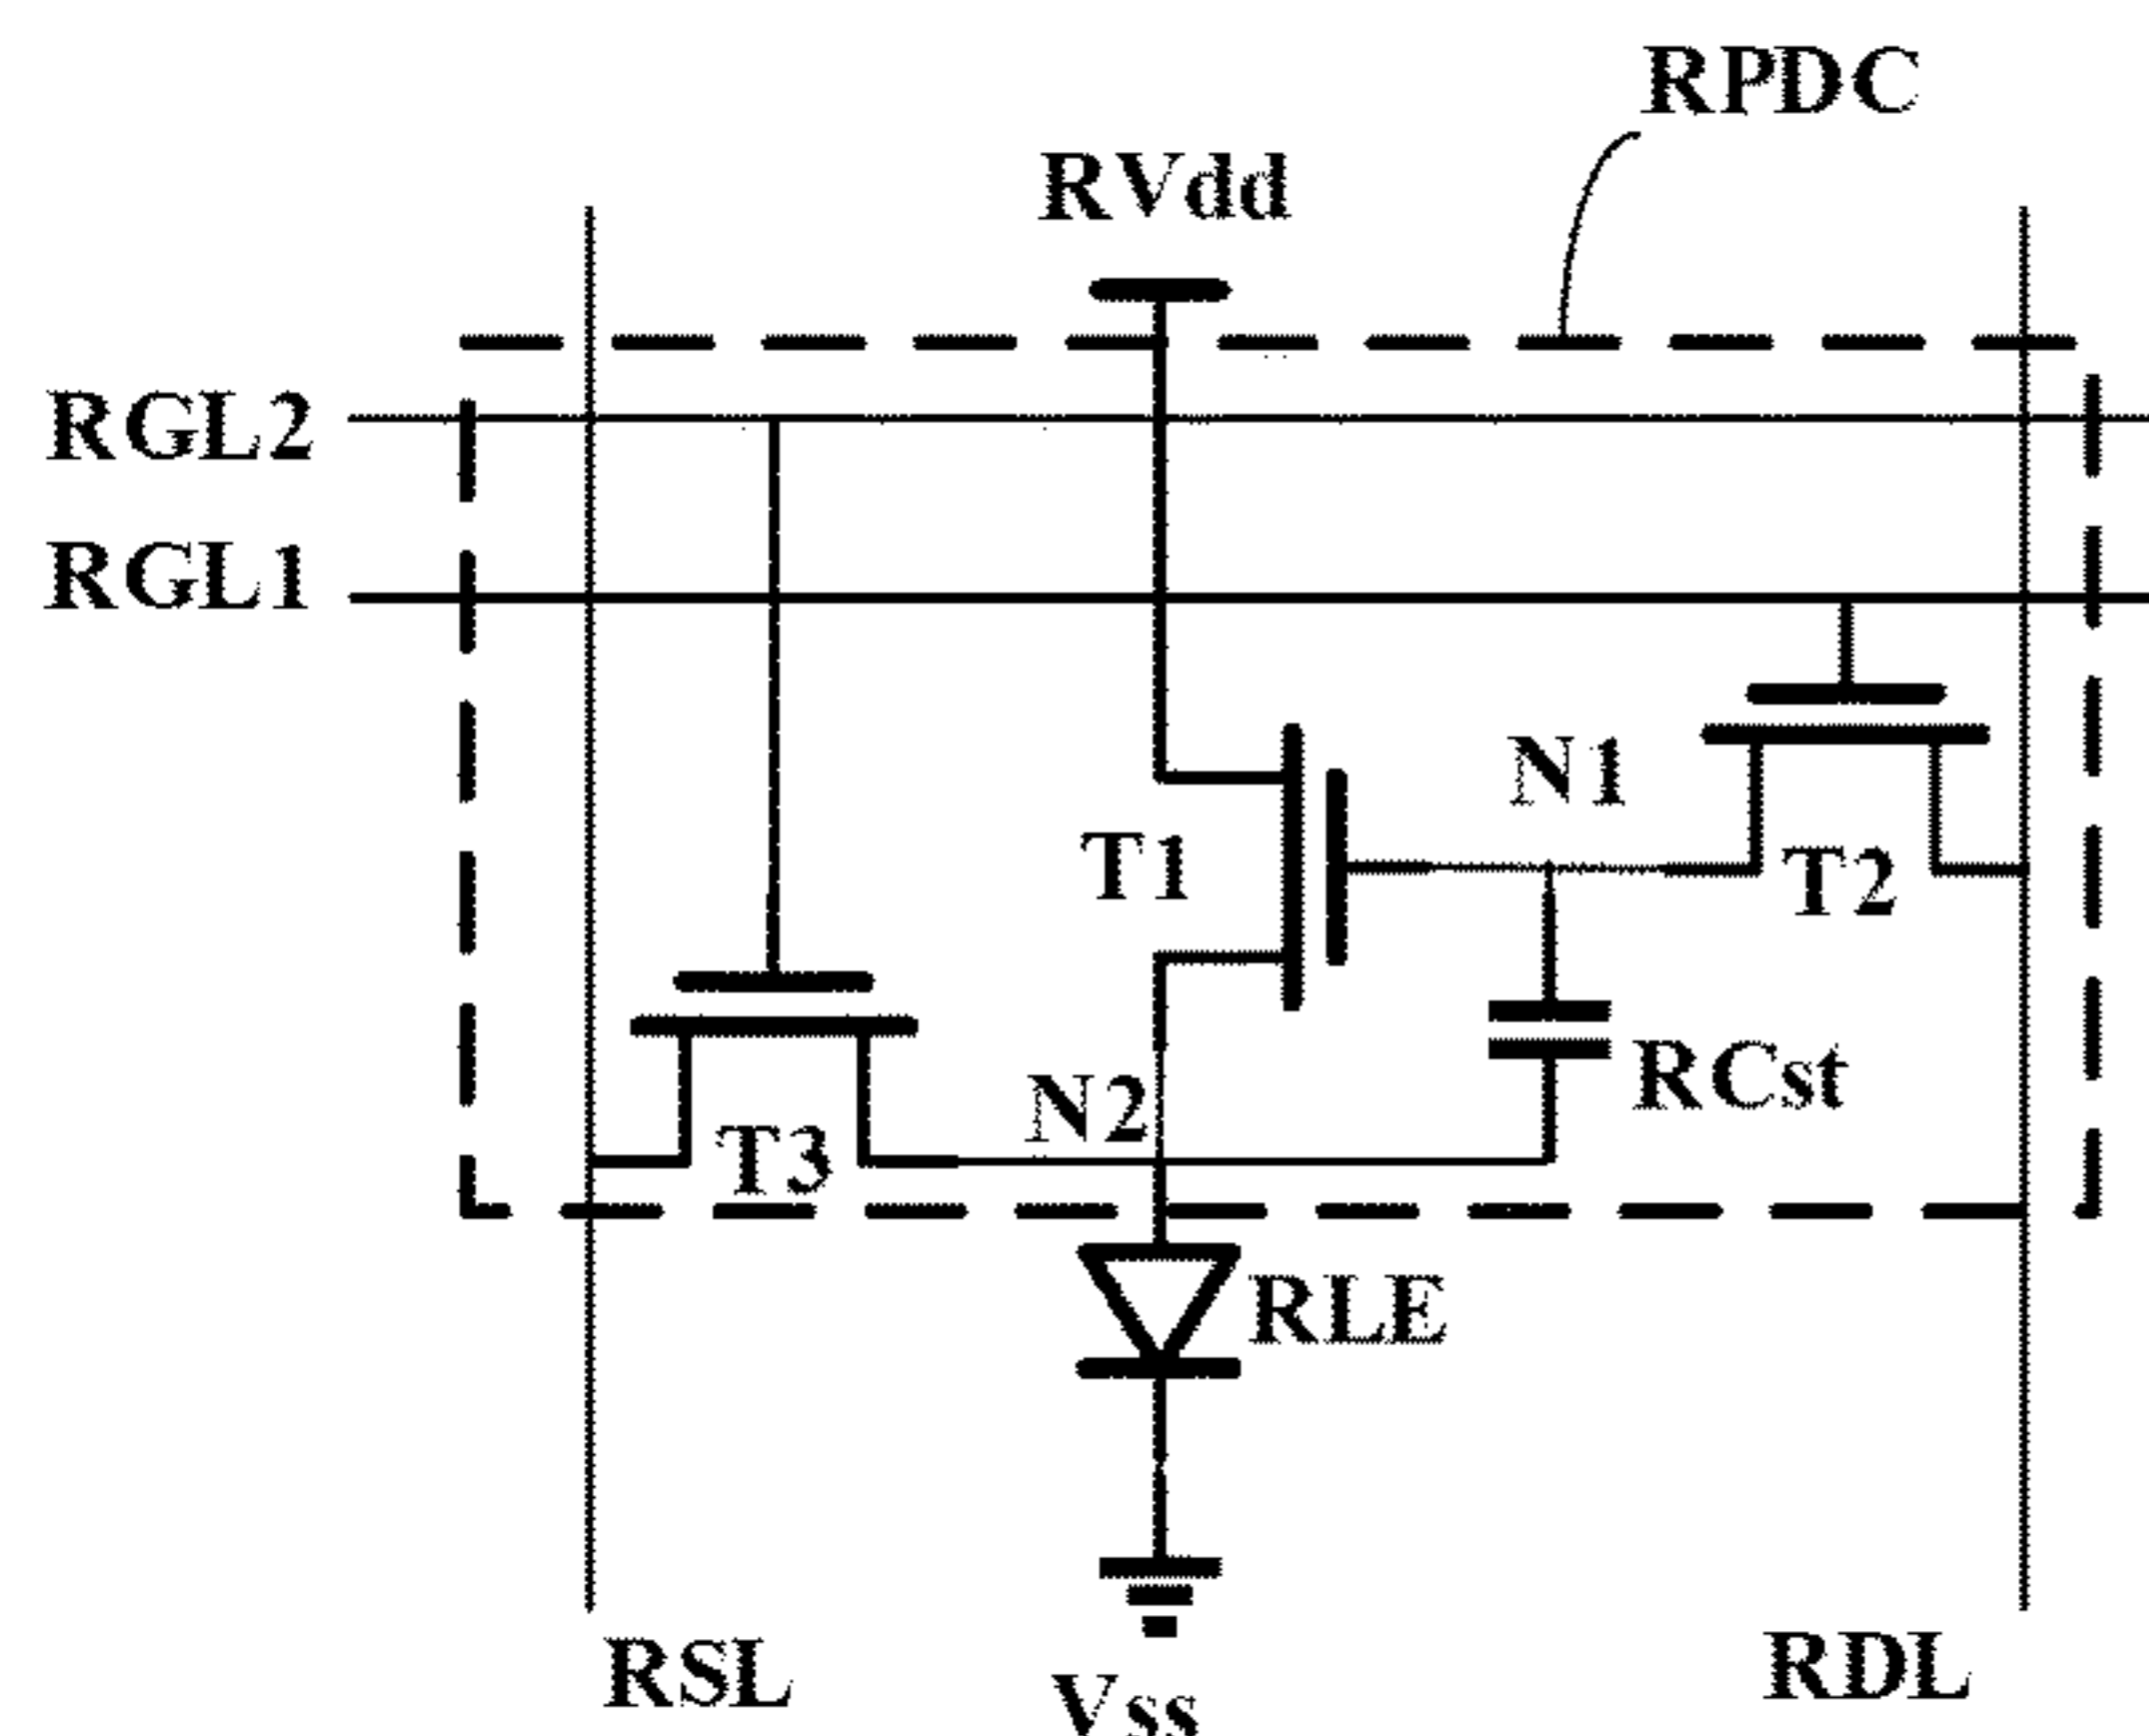 RPDC
RVdd
RGL2
RGL1
N1
T1
T2
N2
RCst
T3
RLE
RSL
RDL
Vss